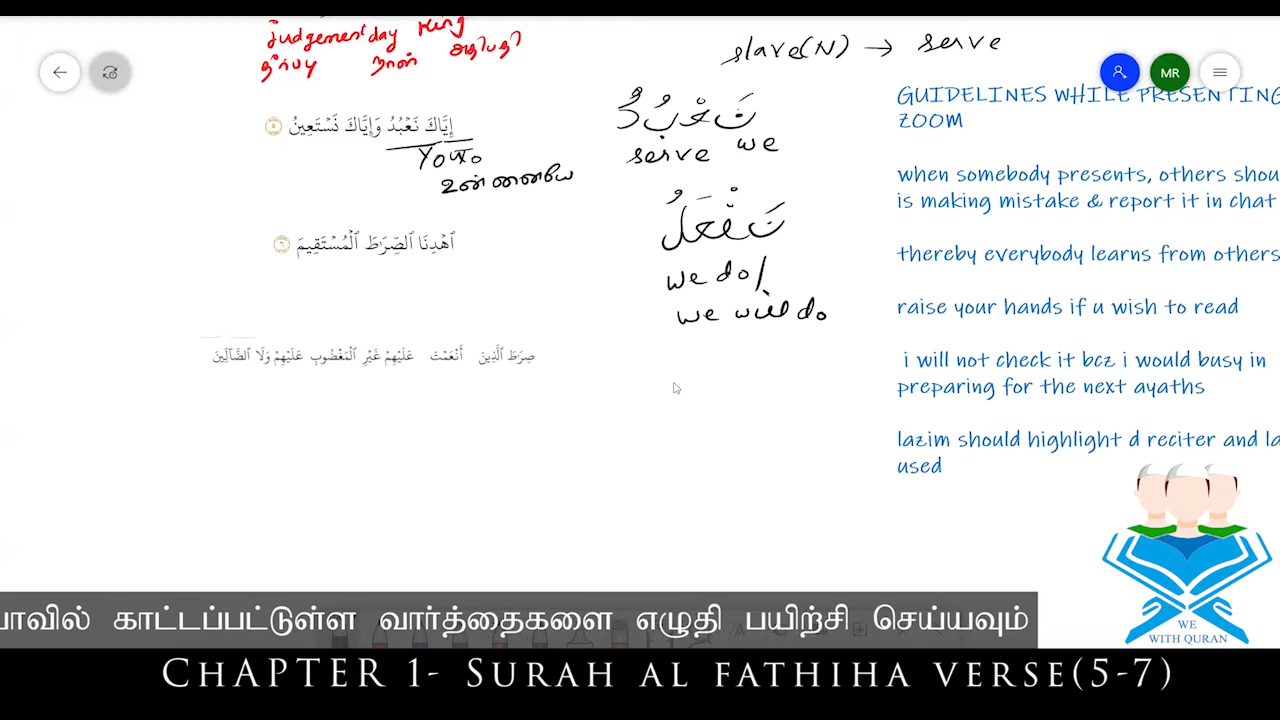 Judgement day King
தீர்ப்பு நாள் அதிபதி
slave(N) → serve
إِيَّاكَ نَعْبُدُ وَإِيَّاكَ نَسْتَعِينُ ٥
You
உன்னையே
نَعْبُدُ
serve we
نَفْعَلُ
we do/
we will do
ٱهْدِنَا ٱلصِّرَٰطَ ٱلْمُسْتَقِيمَ ٦
صِرَٰطَ ٱلَّذِينَ أَنْعَمْتَ عَلَيْهِمْ غَيْرِ ٱلْمَغْضُوبِ عَلَيْهِمْ وَلَا ٱلضَّآلِّينَ
MR
GUIDELINES WHILE PRESENTING
ZOOM
when somebody presents, others shou
is making mistake & report it in chat
thereby everybody learns from others
raise your hands if u wish to read
i will not check it bcz i would busy in
preparing for the next ayaths
lazim should highlight d reciter and la
used
WE
WITH QURAN
காட்டப்பட்டுள்ள வார்த்தைகளை எழுதி பயிற்சி செய்யவும்
CHAPTER 1- SURAH AL FATHIHA VERSE(5-7)